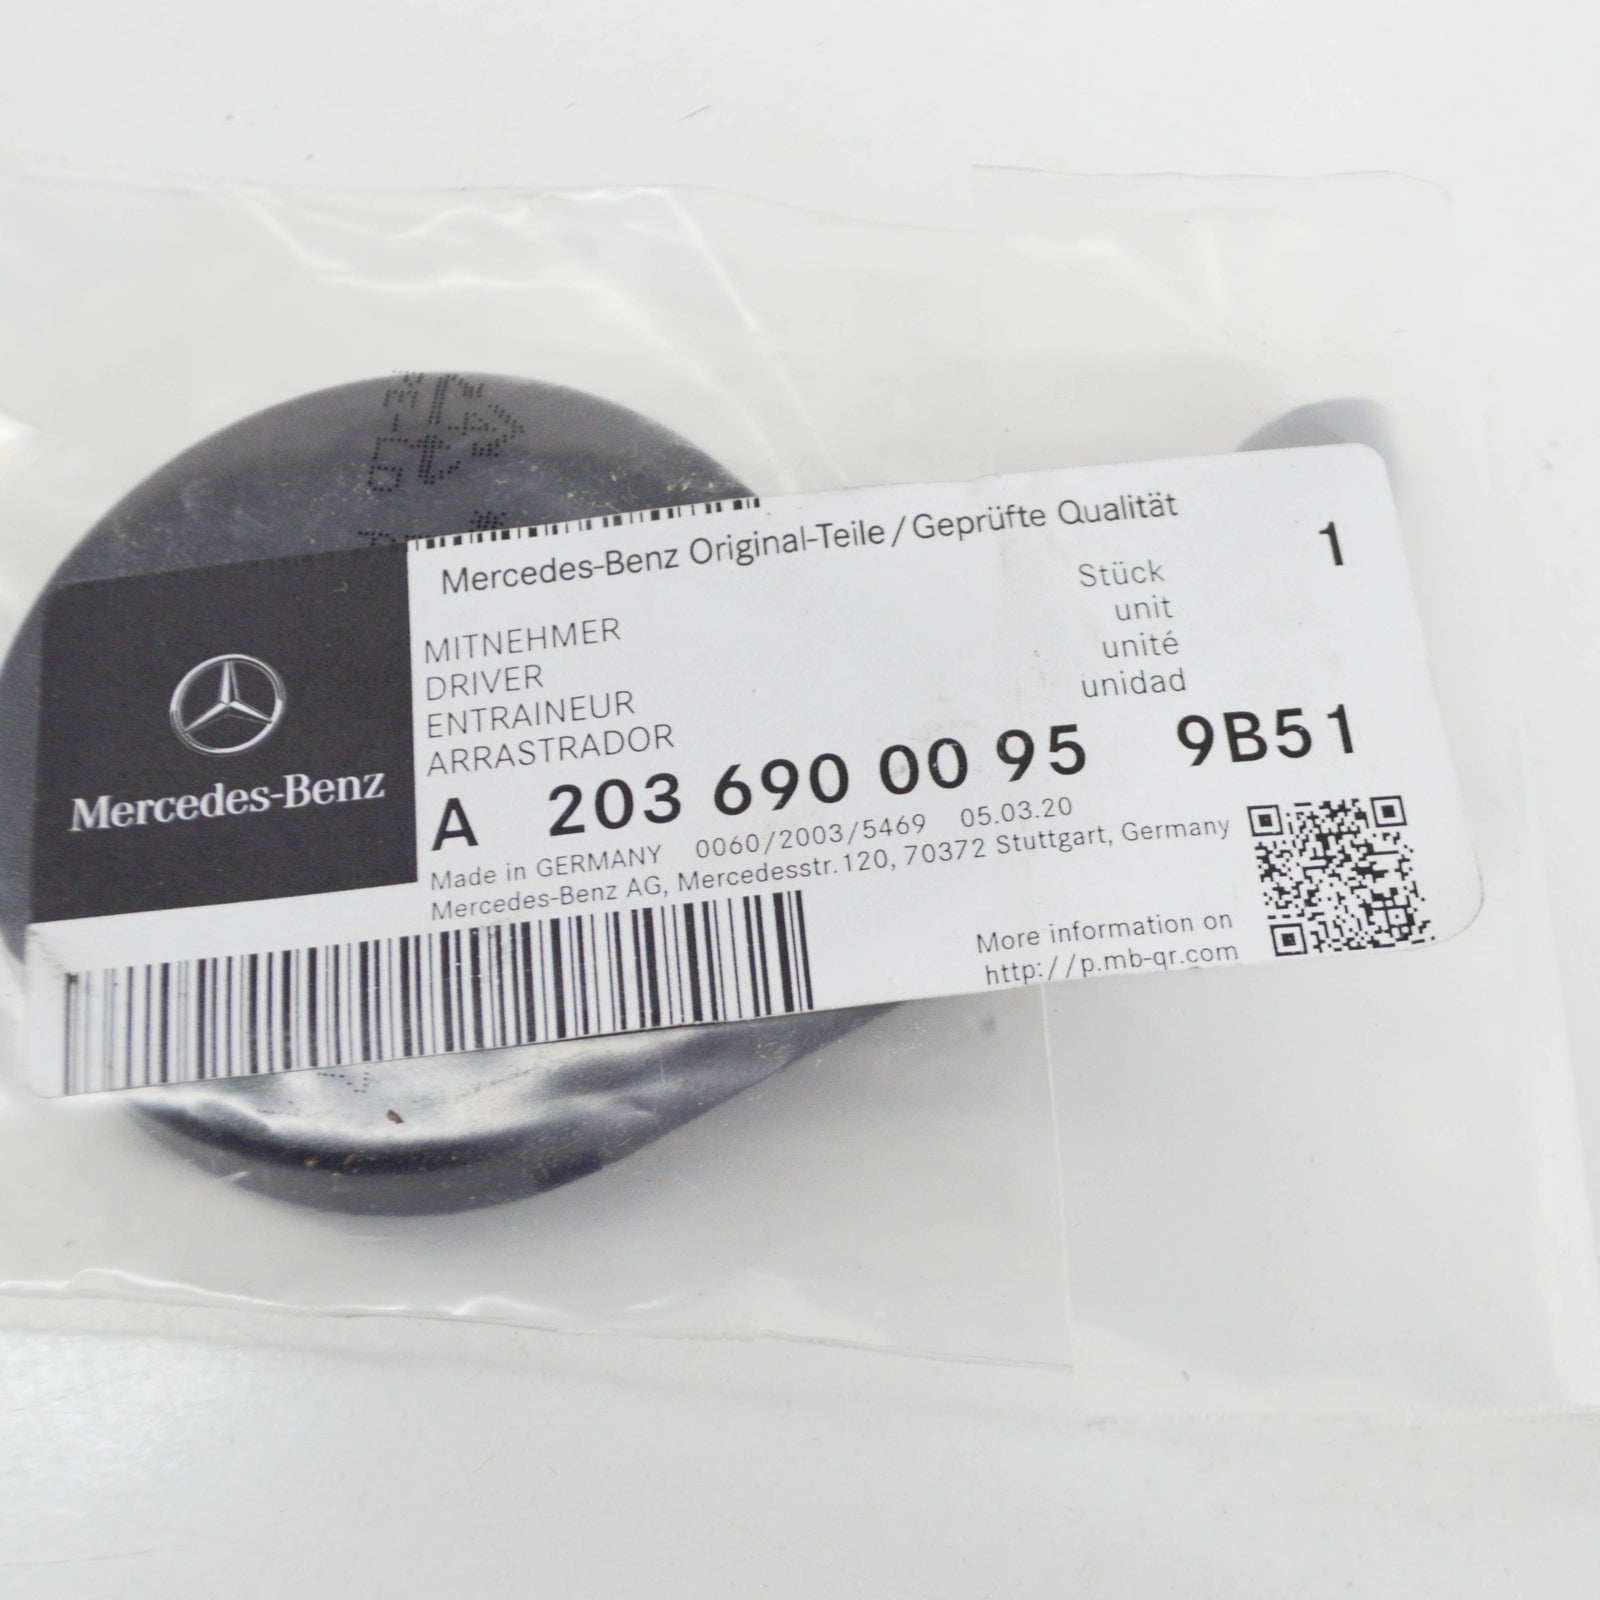 Mercedes-Benz Original-Teile / Geprüfte Qualität
1
Stück
unit
unité
unidad
MITNEHMER
DRIVER
ENTRAINEUR
ARRASTRADOR
A 203 690 00 95 9B51
Made in GERMANY 0060/2003/5469 05.03.20
Mercedes-Benz AG, Mercedesstr. 120, 70372 Stuttgart, Germany
More information on
http://p.mb-qr.com
Mercedes-Benz